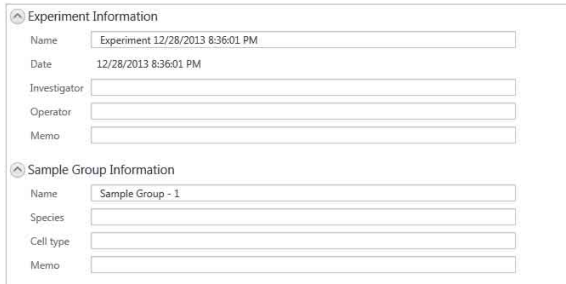 Experiment Information
Name Experiment 12/28/2013 8:36:01 PM
Date 12/28/2013 8:36:01 PM
Investigator
Operator
Memo
Sample Group Information
Name Sample Group - 1
Species
Cell type
Memo